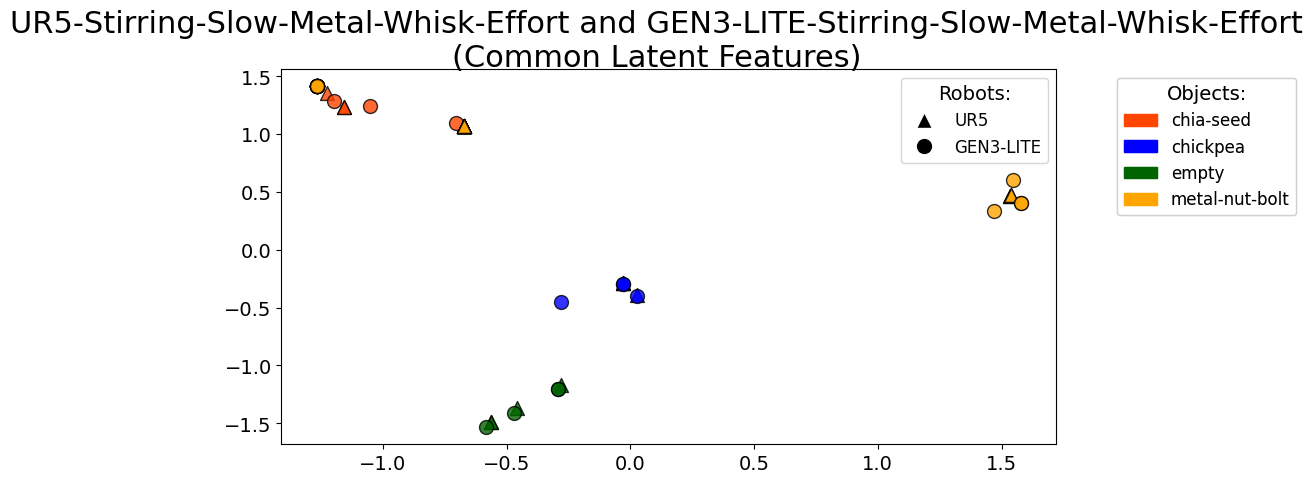 UR5-Stirring-Slow-Metal-Whisk-Effort and GEN3-LITE-Stirring-Slow-Metal-Whisk-Effort
(Common Latent Features)
1.5
1.0
0.5
0.0
−0.5
−1.0
−1.5
−1.0
−0.5
0.0
0.5
1.0
1.5
Robots:
UR5
GEN3-LITE
Objects:
chia-seed
chickpea
empty
metal-nut-bolt